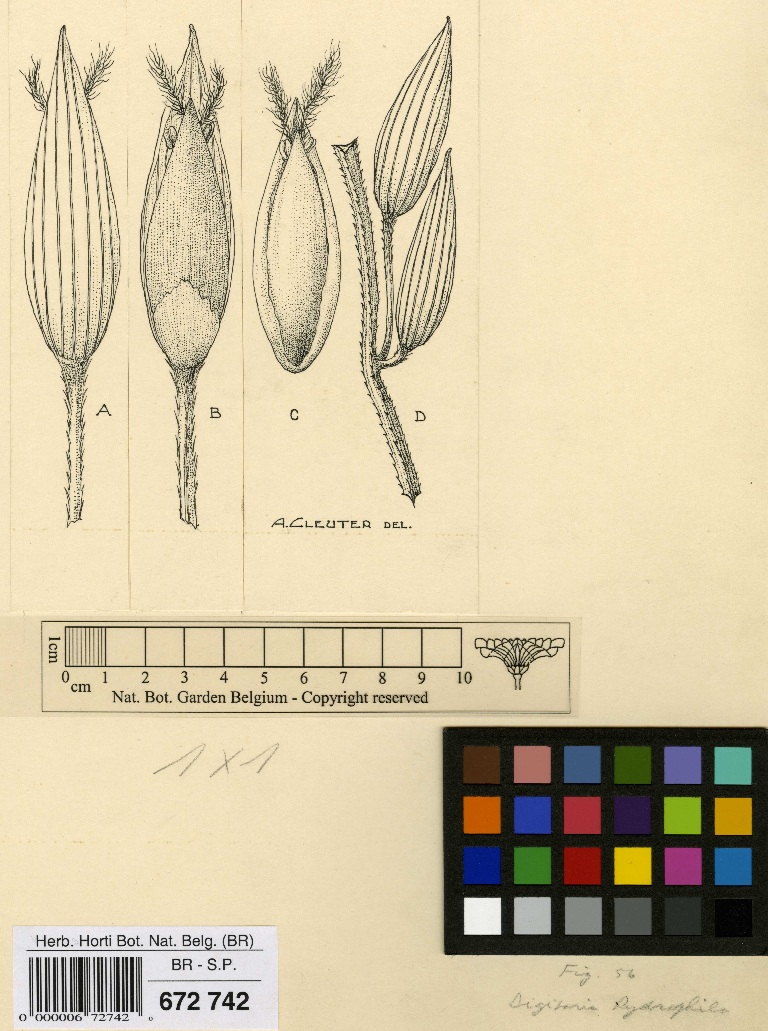 A B C D
A.CLEUTER DEL.
1cm
0 1 2 3 4 5 6 7 8 9 10
cm
Nat. Bot. Garden Belgium - Copyright reserved
1 X 1
Herb. Horti Bot. Nat. Belg. (BR)
BR - S.P.
672 742
0 000006 72742
Fig. 56
Digitaria hydrophila